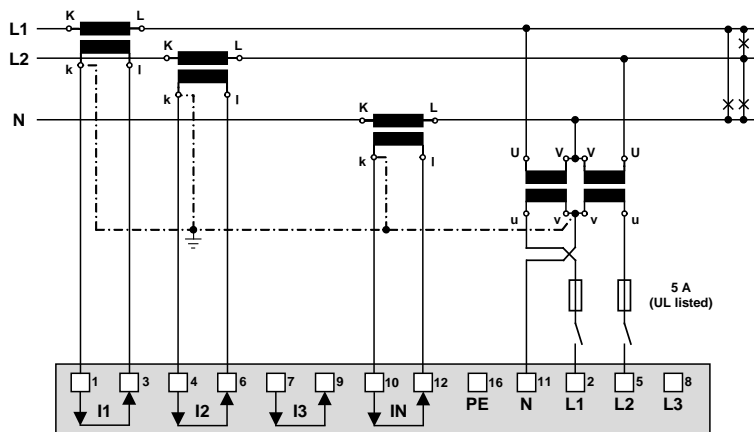 L1
K L
L2
K L
k l
k l
N
K L
k l
U V V U
u v v u
5 A
(UL listed)
1 3 4 6 7 9 10 12 16 11 2 5 8
I1 I2 I3 IN PE N L1 L2 L3